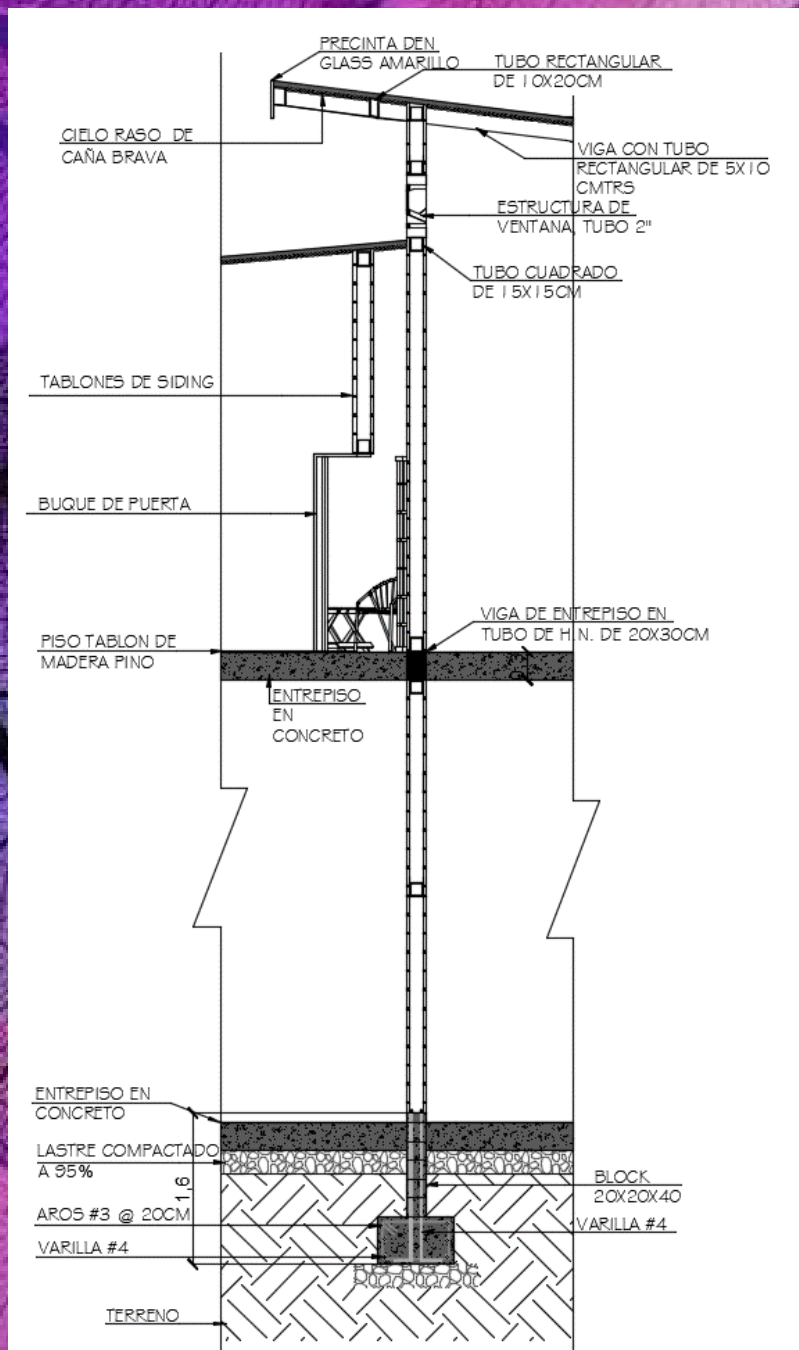 PRECINTA DEN
GLASS AMARILLO
TUBO RECTANGULAR
DE 10X20CM
CIELO RASO DE
CAÑA BRAVA
VIGA CON TUBO
RECTANGULAR DE 5X10
CMTRS
ESTRUCTURA DE
VENTANA, TUBO 2"
TUBO CUADRADO
DE 15X15CM
TABLONES DE SIDING
BUQUE DE PUERTA
VIGA DE ENTREPISO EN
TUBO DE H.N. DE 20X30CM
PISO TABLON DE
MADERA PINO
ENTREPISO
EN
CONCRETO
ENTREPISO EN
CONCRETO
LASTRE COMPACTADO
A 95%
1,6
BLOCK
20X20X40
AROS #3 @ 20CM
VARILLA #4
VARILLA #4
TERRENO